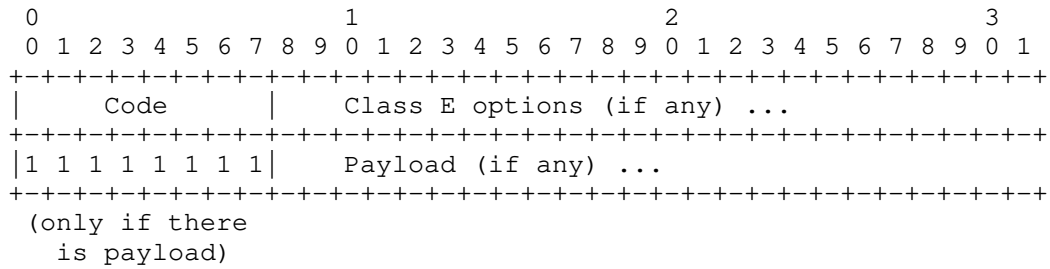 0                   1                   2                   3
 0 1 2 3 4 5 6 7 8 9 0 1 2 3 4 5 6 7 8 9 0 1 2 3 4 5 6 7 8 9 0 1
+-+-+-+-+-+-+-+-+-+-+-+-+-+-+-+-+-+-+-+-+-+-+-+-+-+-+-+-+-+-+-+-+
|     Code      |    Class E options (if any) ...
+-+-+-+-+-+-+-+-+-+-+-+-+-+-+-+-+-+-+-+-+-+-+-+-+-+-+-+-+-+-+-+-+
|1 1 1 1 1 1 1 1|    Payload (if any) ...
+-+-+-+-+-+-+-+-+-+-+-+-+-+-+-+-+-+-+-+-+-+-+-+-+-+-+-+-+-+-+-+-+
 (only if there
   is payload)